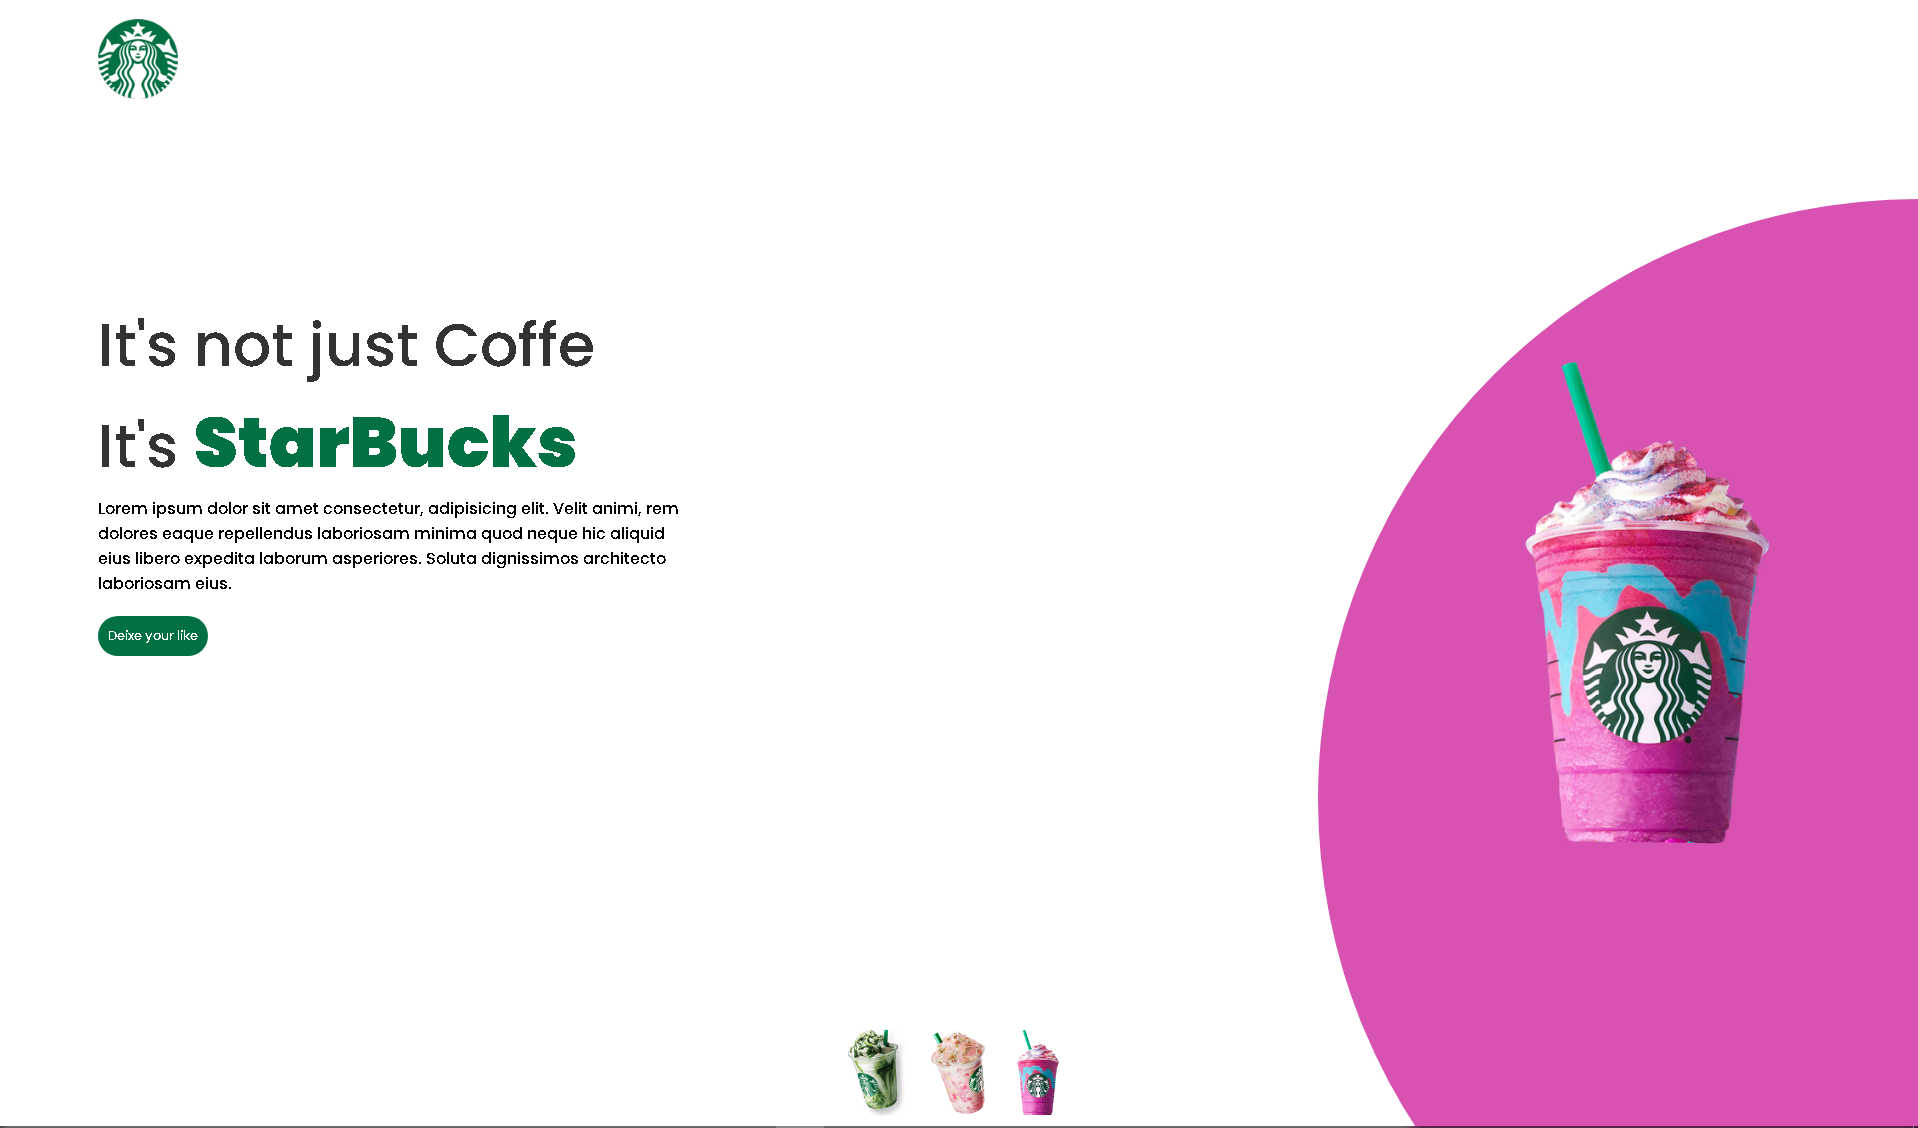 It's not just Coffe
It's StarBucks
Lorem ipsum dolor sit amet consectetur, adipisicing elit. Velit animi, rem
dolores eaque repellendus laboriosam minima quod neque hic aliquid
eius libero expedita laborum asperiores. Soluta dignissimos architecto
laboriosam eius.
Deixe your like